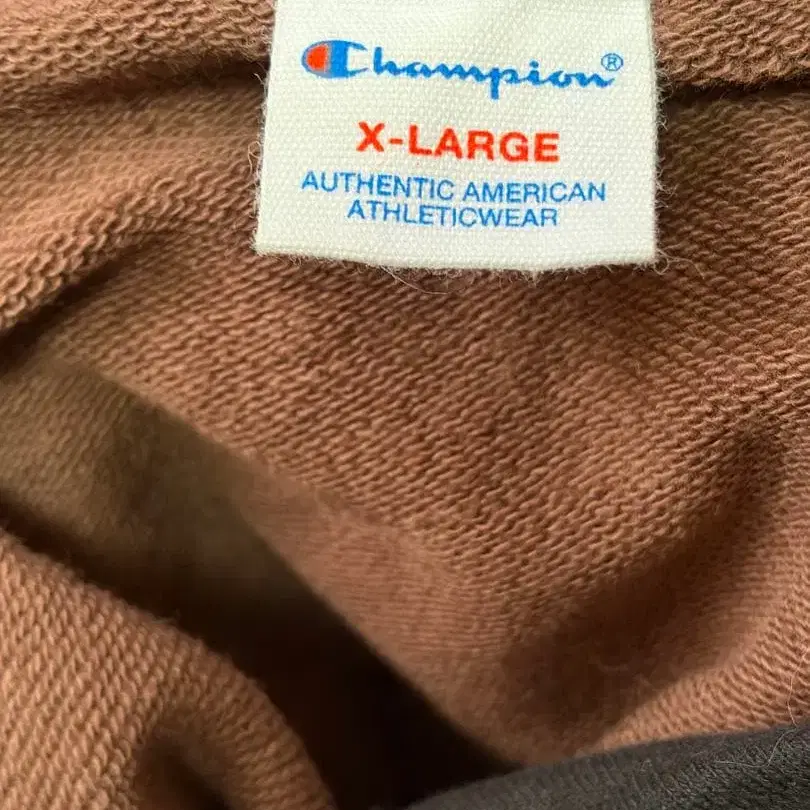 Champion®
X-LARGE
AUTHENTIC AMERICAN
ATHLETICWEAR